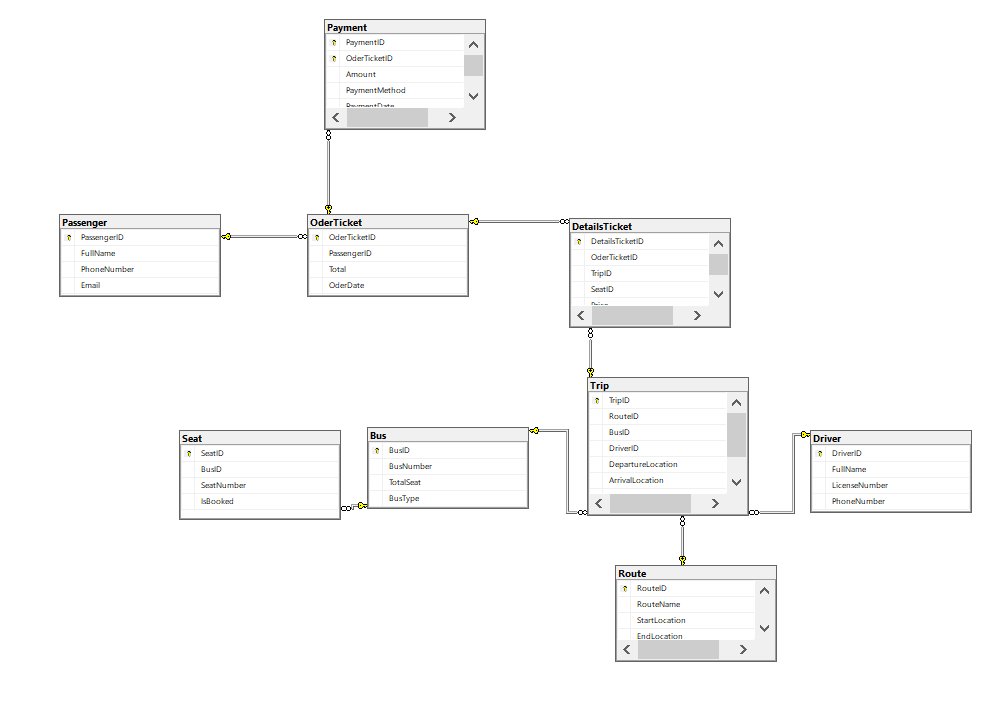 Payment
PaymentID
OderTicketID
Amount
PaymentMethod
PaymentDate
Passenger
PassengerID
FullName
PhoneNumber
Email
OderTicket
OderTicketID
PassengerID
Total
OderDate
DetailsTicket
DetailsTicketID
OderTicketID
TripID
SeatID
Price
Trip
TripID
RouteID
BusID
DriverID
DepartureLocation
ArrivalLocation
Seat
SeatID
BusID
SeatNumber
IsBooked
Bus
BusID
BusNumber
TotalSeat
BusType
Driver
DriverID
FullName
LicenseNumber
PhoneNumber
Route
RouteID
RouteName
StartLocation
EndLocation